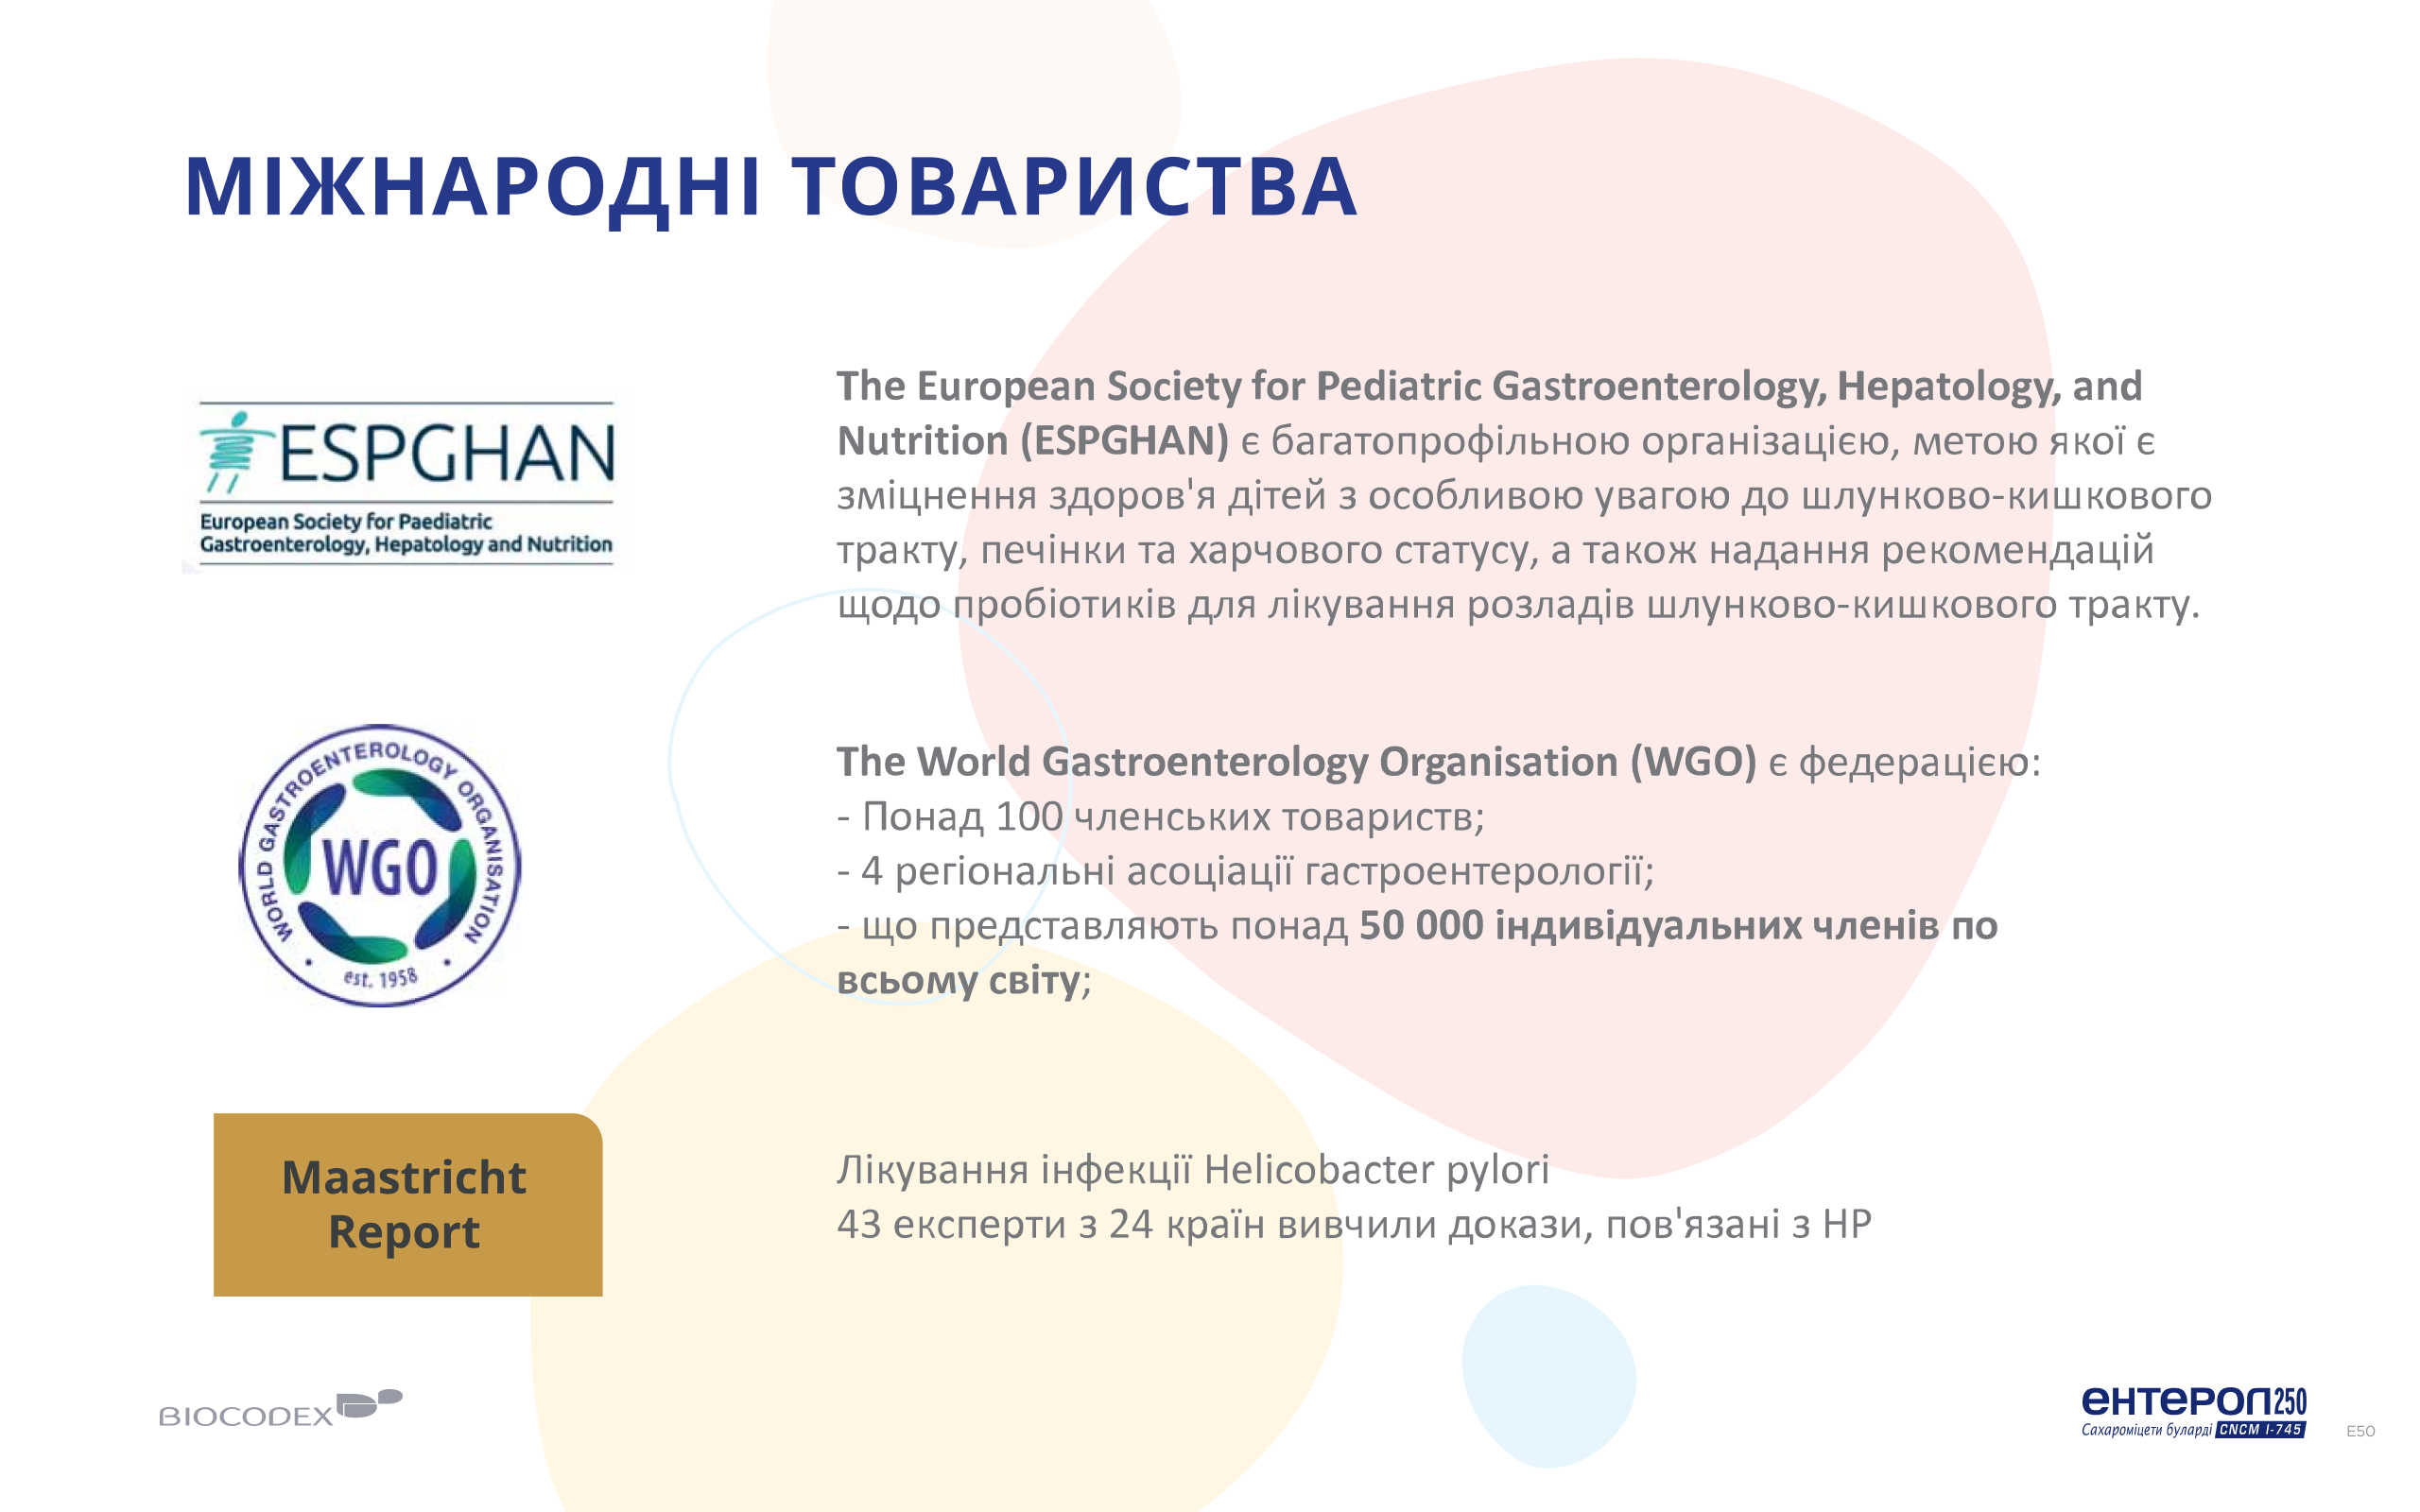 МІЖНАРОДНІ ТОВАРИСТВА
ESPGHAN
European Society for Paediatric
Gastroenterology, Hepatology and Nutrition
The European Society for Pediatric Gastroenterology, Hepatology, and
Nutrition (ESPGHAN) є багатопрофільною організацією, метою якої є
зміцнення здоров'я дітей з особливою увагою до шлунково-кишкового
тракту, печінки та харчового статусу, а також надання рекомендацій
щодо пробіотиків для лікування розладів шлунково-кишкового тракту.
WORLD GASTROENTEROLOGY ORGANISATION
WGO
est. 1958
The World Gastroenterology Organisation (WGO) є федерацією:
- Понад 100 членських товариств;
- 4 регіональні асоціації гастроентерології;
- що представляють понад 50 000 індивідуальних членів по
всьому світу;
Maastricht
Report
Лікування інфекції Helicobacter pylori
43 експерти з 24 країн вивчили докази, пов'язані з HP
BIOCODEX
ентерол250
Сахароміцети буларді CNCM I-745
E50